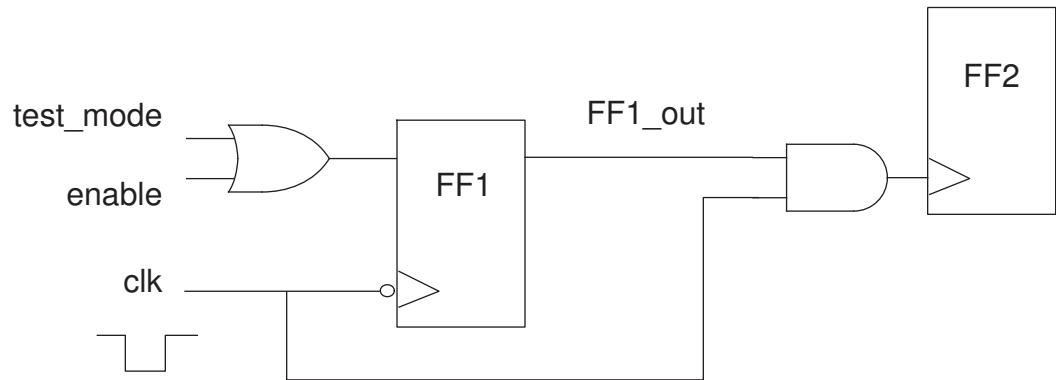 test_mode
enable
clk
FF1
FF1_out
FF2